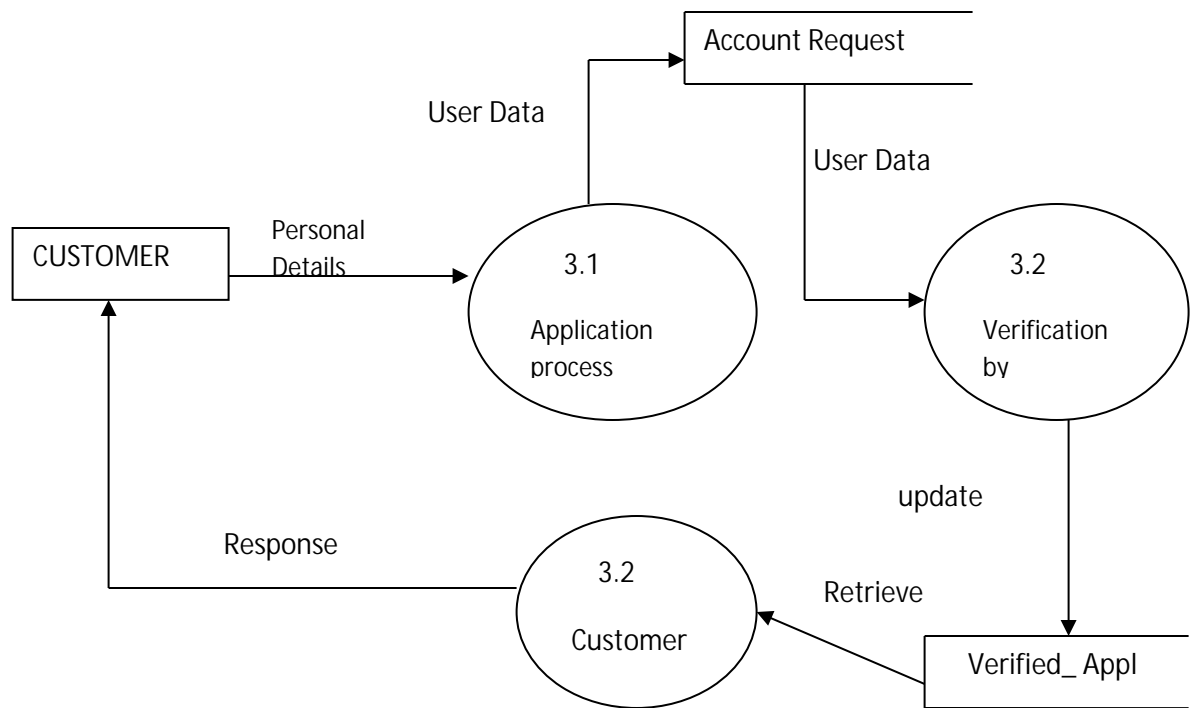 Account Request
User Data
User Data
Personal
Details
CUSTOMER
3.1
Application
process
3.2
Verification
by
update
Response
3.2
Customer
Retrieve
Verified_ Appl